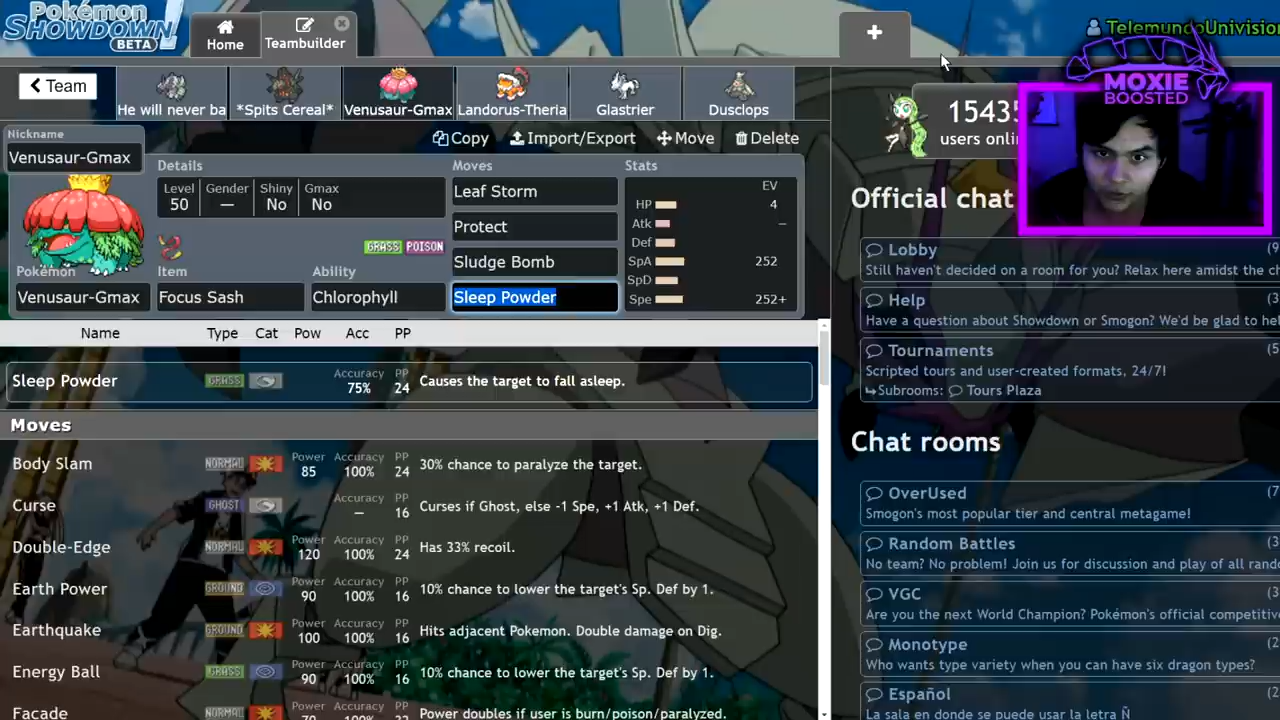 Pokémon
SHOWDOWN!
BETA
Home
Teambuilder
+
TelemundoUnivision
Team
He will never ba
*Spits Cereal*
Venusaur-Gmax
Landorus-Theria
Glastrier
Dusclops
MOXIE
BOOSTED
Copy
Import/Export
Move
Delete
15435
users onli
Nickname
Venusaur-Gmax
Details
Level
50
Gender
—
Shiny
No
Gmax
No
GRASS POISON
Pokémon
Venusaur-Gmax
Item
Focus Sash
Ability
Chlorophyll
Moves
Leaf Storm
Protect
Sludge Bomb
Sleep Powder
Stats
EV
HP 4
Atk –
Def
SpA 252
SpD
Spe 252+
Name Type Cat Pow Acc PP
Sleep Powder GRASS Accuracy 75% PP 24 Causes the target to fall asleep.
Moves
Body Slam NORMAL Power 85 Accuracy 100% PP 24 30% chance to paralyze the target.
Curse GHOST Accuracy — PP 16 Curses if Ghost, else -1 Spe, +1 Atk, +1 Def.
Double-Edge NORMAL Power 120 Accuracy 100% PP 24 Has 33% recoil.
Earth Power GROUND Power 90 Accuracy 100% PP 16 10% chance to lower the target's Sp. Def by 1.
Earthquake GROUND Power 100 Accuracy 100% PP 16 Hits adjacent Pokemon. Double damage on Dig.
Energy Ball GRASS Power 90 Accuracy 100% PP 16 10% chance to lower the target's Sp. Def by 1.
Facade NORMAL Power 70 Accuracy 100% PP 32 Power doubles if user is burn/poison/paralyzed.
Official chat
Lobby
Still haven't decided on a room for you? Relax here amidst the ch
Help
Have a question about Showdown or Smogon? We'd be glad to hel
Tournaments
Scripted tours and user-created formats, 24/7!
Subrooms: Tours Plaza
Chat rooms
OverUsed
Smogon's most popular tier and central metagame!
Random Battles
No team? No problem! Join us for discussion and play of all rando
VGC
Are you the next World Champion? Pokémon's official competitiv
Monotype
Who wants type variety when you can have six dragon types?
Español
La sala en donde se puede usar la letra Ñ